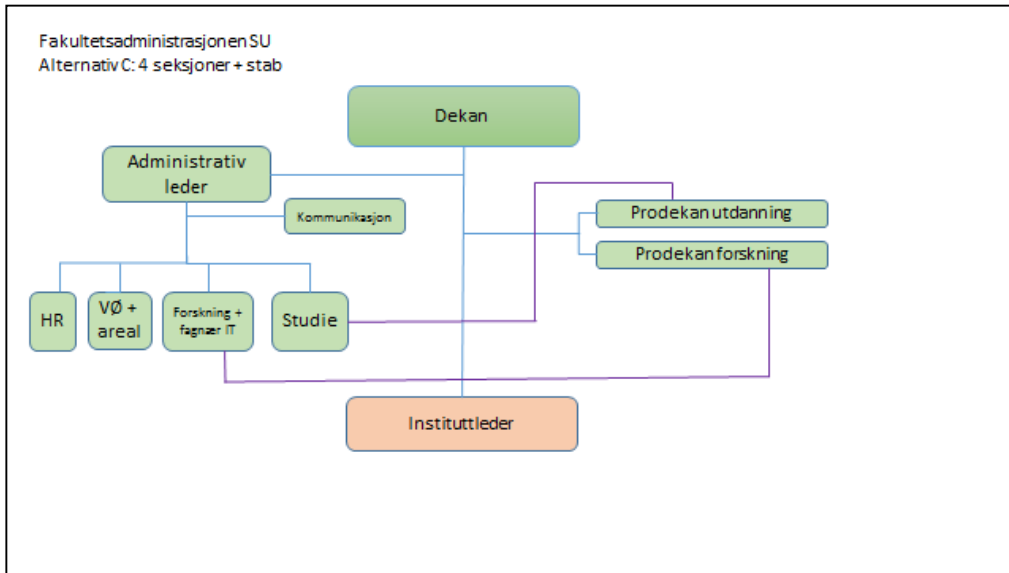 Fakultetsadministrasjonen SU
Alternativ C: 4 seksjoner + stab
Dekan
Administrativ
leder
Kommunikasjon
Prodekan utdanning
Prodekan forskning
HR
VØ +
areal
Forskning +
fagnær IT
Studie
Instituttleder